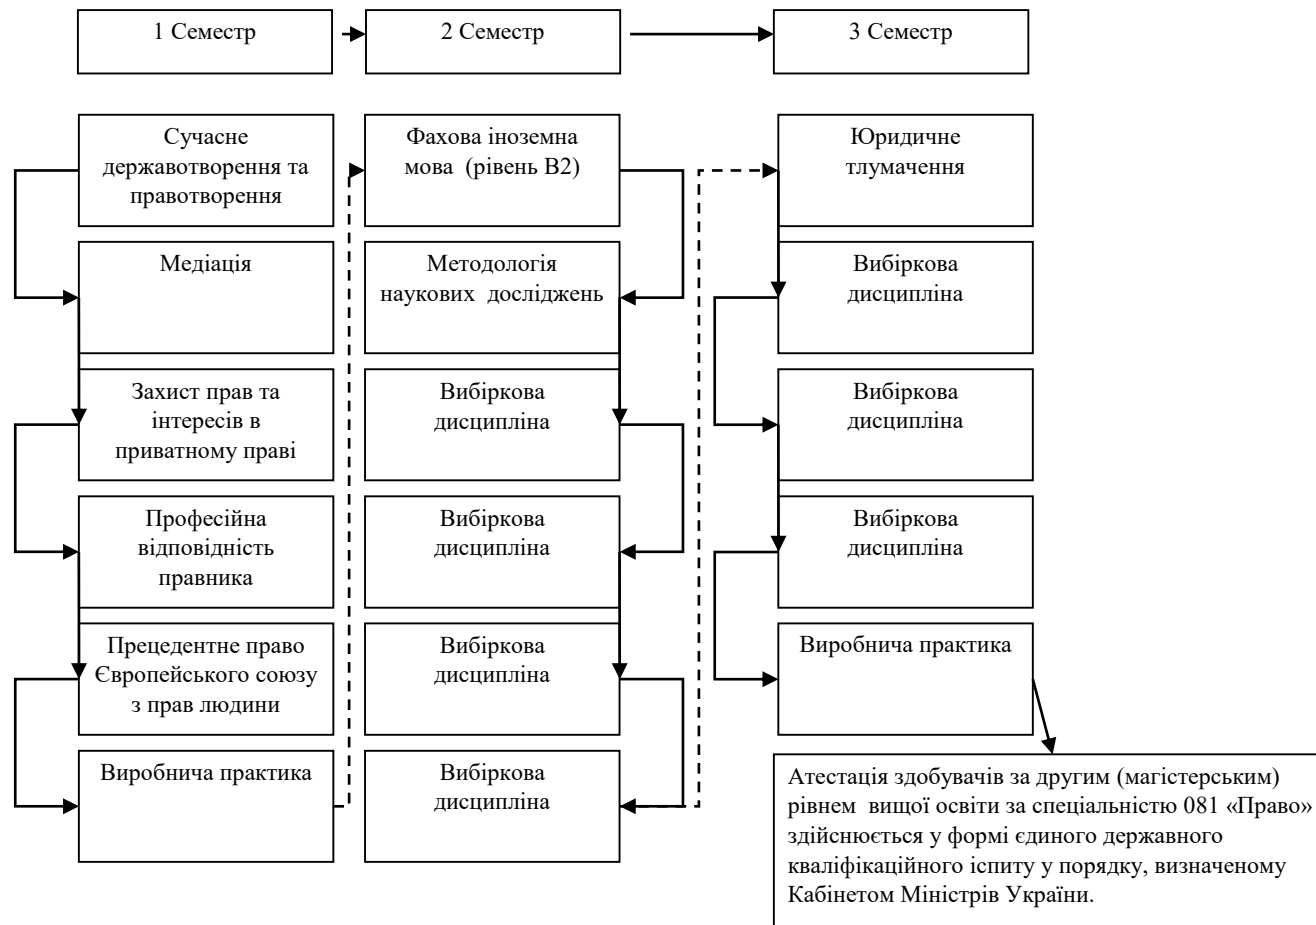 1 Семестр
2 Семестр
3 Семестр
Сучасне
державотворення та
правотворення
Медіація
Захист прав та
інтересів в
приватному праві
Професійна
відповідність
правника
Прецедентне право
Європейського союзу
з прав людини
Виробнича практика
Фахова іноземна
мова (рівень В2)
Методологія
наукових досліджень
Вибіркова
дисципліна
Вибіркова
дисципліна
Вибіркова
дисципліна
Вибіркова
дисципліна
Юридичне
тлумачення
Вибіркова
дисципліна
Вибіркова
дисципліна
Вибіркова
дисципліна
Виробнича практика
Атестація здобувачів за другим (магістерським)
рівнем вищої освіти за спеціальністю 081 «Право»
здійснюється у формі єдиного державного
кваліфікаційного іспиту у порядку, визначеному
Кабінетом Міністрів України.